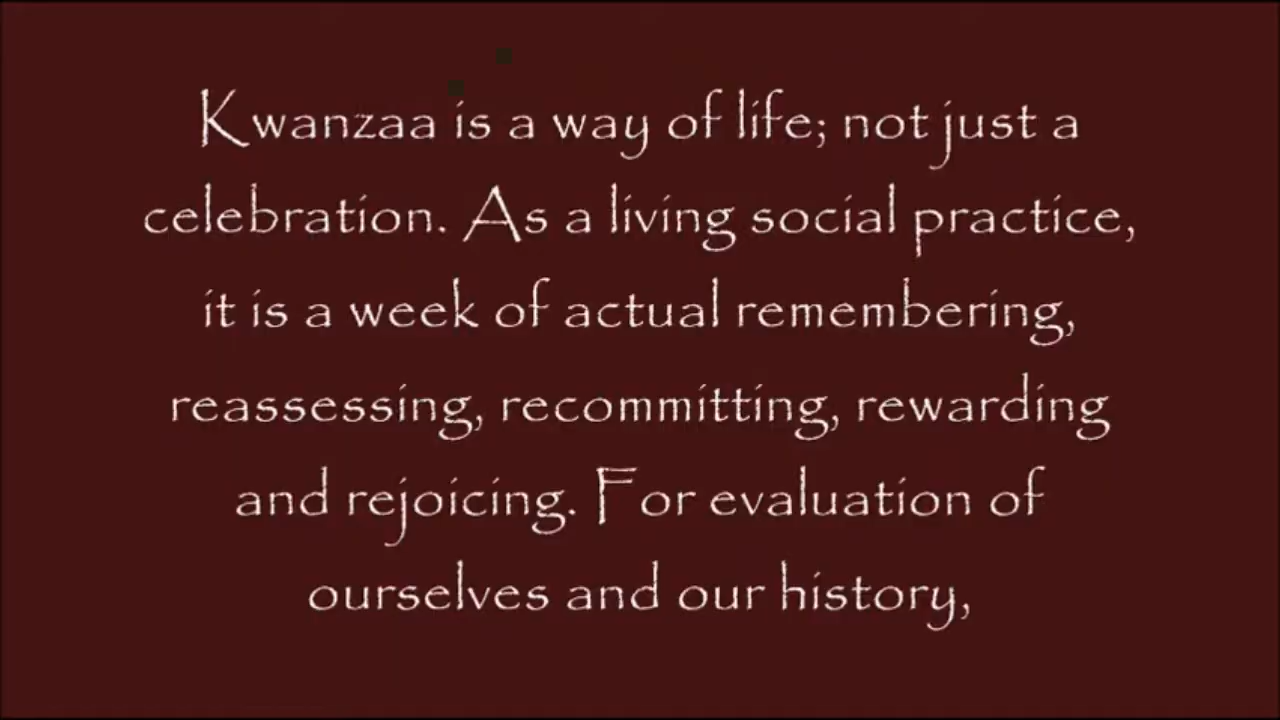 Kwanzaa is a way of life; not just a
celebration. As a living social practice,
it is a week of actual remembering,
reassessing, recommitting, rewarding
and rejoicing. For evaluation of
ourselves and our history,